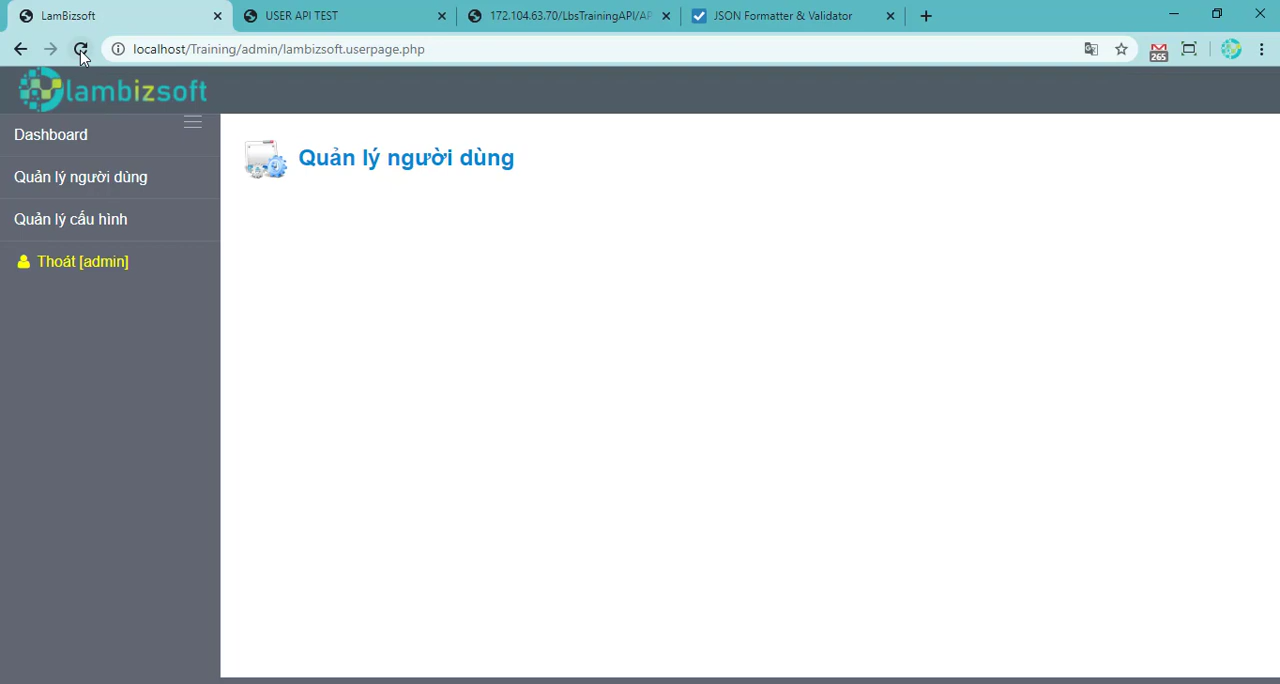 LamBizsoft
USER API TEST
172.104.63.70/LbsTrainingAPI/AP
JSON Formatter & Validator
localhost/Training/admin/lambizsoft.userpage.php
265
lambizsoft
Dashboard
Quản lý người dùng
Quản lý người dùng
Quản lý cấu hình
Thoát [admin]